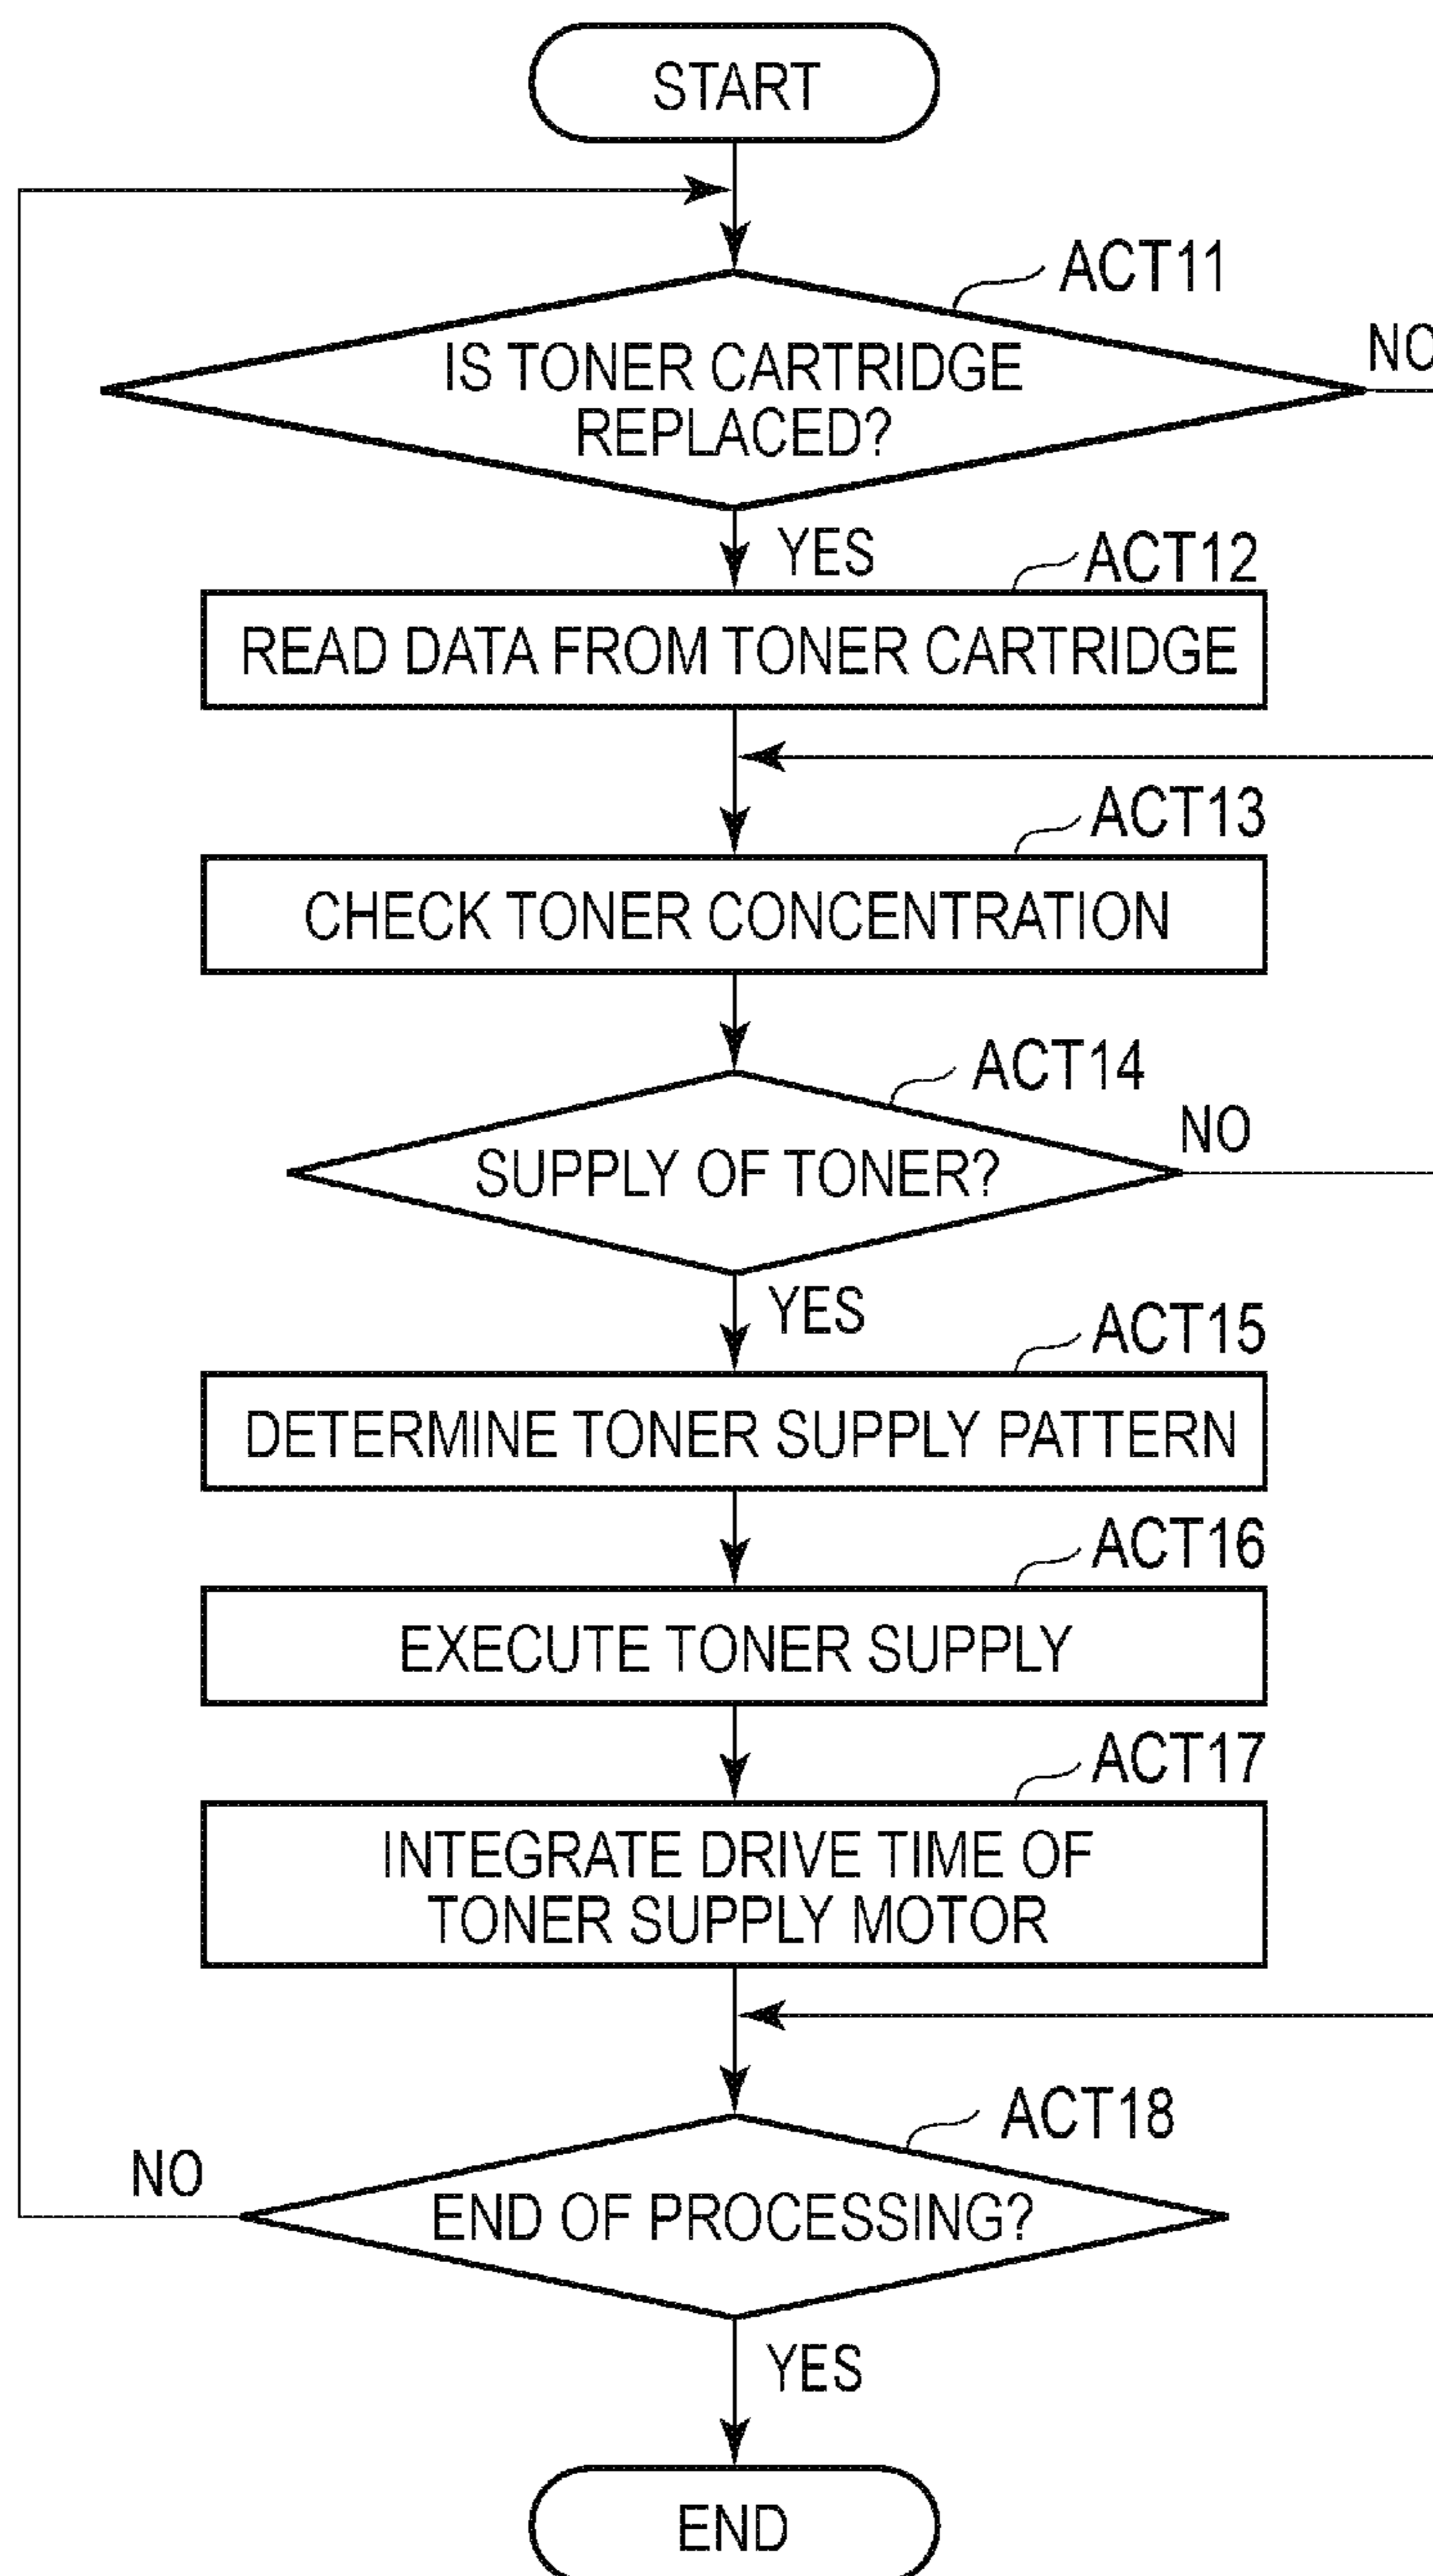 START
ACT11
IS TONER CARTRIDGE
REPLACED?
NO
YES
ACT12
READ DATA FROM TONER CARTRIDGE
ACT13
CHECK TONER CONCENTRATION
ACT14
SUPPLY OF TONER?
NO
YES
ACT15
DETERMINE TONER SUPPLY PATTERN
ACT16
EXECUTE TONER SUPPLY
ACT17
INTEGRATE DRIVE TIME OF
TONER SUPPLY MOTOR
ACT18
NO
END OF PROCESSING?
YES
END